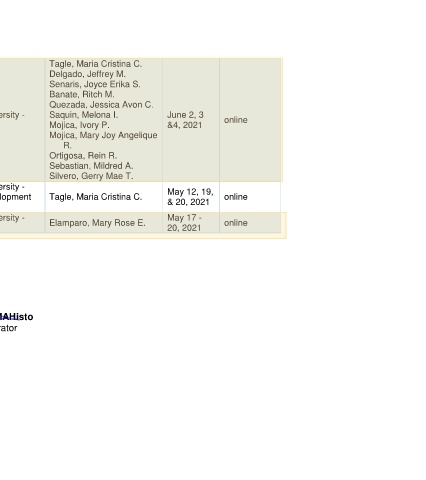 Tagle, Maria Cristina C.
Delgado, Jeffrey M.
Senaris, Joyce Erika S.
Banate, Ritch M.
Quezada, Jessica Avon C.
Saquin, Melona I.
Mojica, Ivory P.
Mojica, Mary Joy Angelique
R.
Ortigosa, Rein R.
Sebastian, Mildred A.
Silvero, Gerry Mae T.
ersity -
June 2, 3
&4, 2021
online
ersity -
lopment
Tagle, Maria Cristina C.
May 12, 19,
& 20, 2021
online
ersity -
Elamparo, Mary Rose E.
May 17 -
20, 2021
online
MAHisto
rator